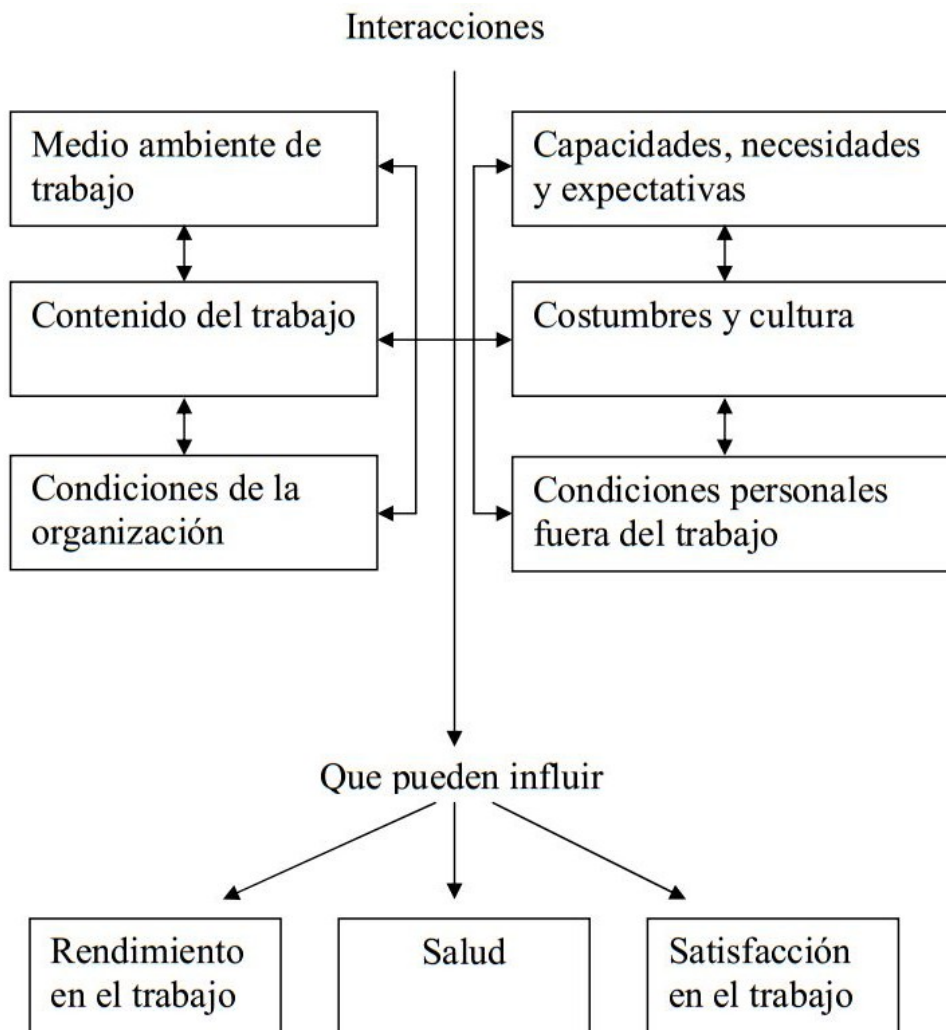 Interacciones
Medio ambiente de
trabajo
Capacidades, necesidades
y expectativas
Contenido del trabajo
Costumbres y cultura
Condiciones de la
organización
Condiciones personales
fuera del trabajo
Que pueden influir
Rendimiento
en el trabajo
Salud
Satisfacción
en el trabajo